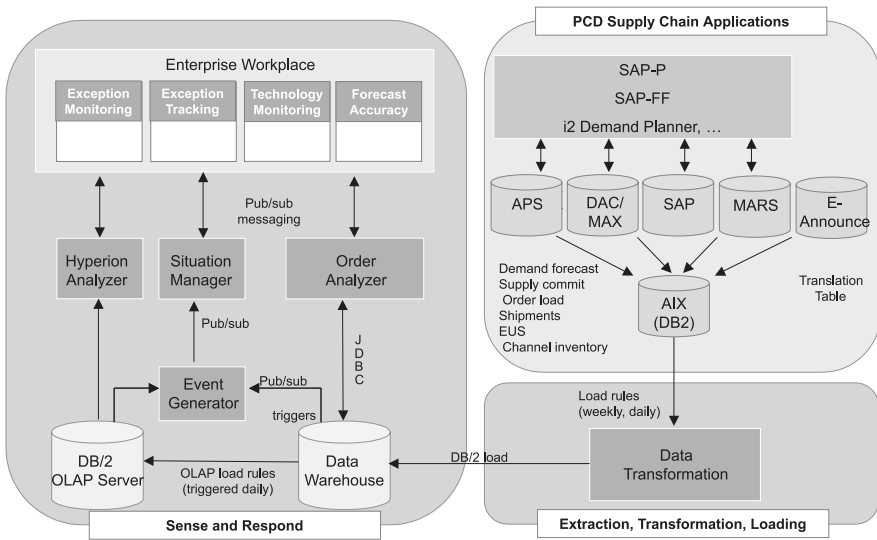 Enterprise Workplace
Exception
Monitoring
Exception
Tracking
Technology
Monitoring
Forecast
Accuracy
Pub/sub
messaging
Hyperion
Analyzer
Situation
Manager
Order
Analyzer
Pub/sub
J
D
B
C
Event
Generator
Pub/sub
triggers
DB/2
OLAP Server
OLAP load rules
(triggered daily)
Data
Warehouse
Sense and Respond
PCD Supply Chain Applications
SAP-P
SAP-FF
i2 Demand Planner, ...
APS
DAC/
MAX
SAP
MARS
E-
Announce
Demand forecast
Supply commit
Order load
Shipments
EUS
Channel inventory
AIX
(DB2)
Translation
Table
Load rules
(weekly, daily)
DB/2 load
Data
Transformation
Extraction, Transformation, Loading